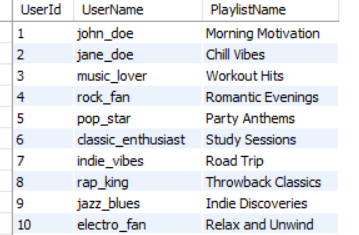 UserId UserName PlaylistName
1 john_doe Morning Motivation
2 jane_doe Chill Vibes
3 music_lover Workout Hits
4 rock_fan Romantic Evenings
5 pop_star Party Anthems
6 classic_enthusiast Study Sessions
7 indie_vibes Road Trip
8 rap_king Throwback Classics
9 jazz_blues Indie Discoveries
10 electro_fan Relax and Unwind